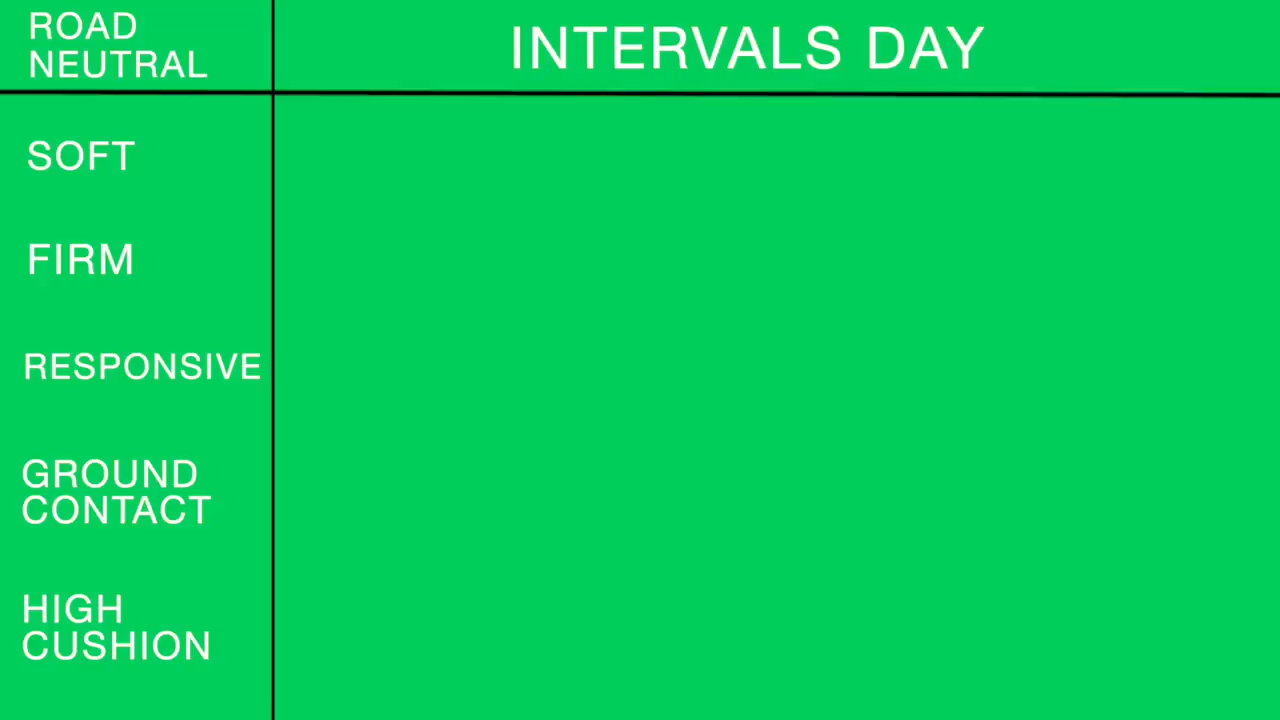 ROAD
NEUTRAL
INTERVALS DAY
SOFT
FIRM
RESPONSIVE
GROUND
CONTACT
HIGH
CUSHION